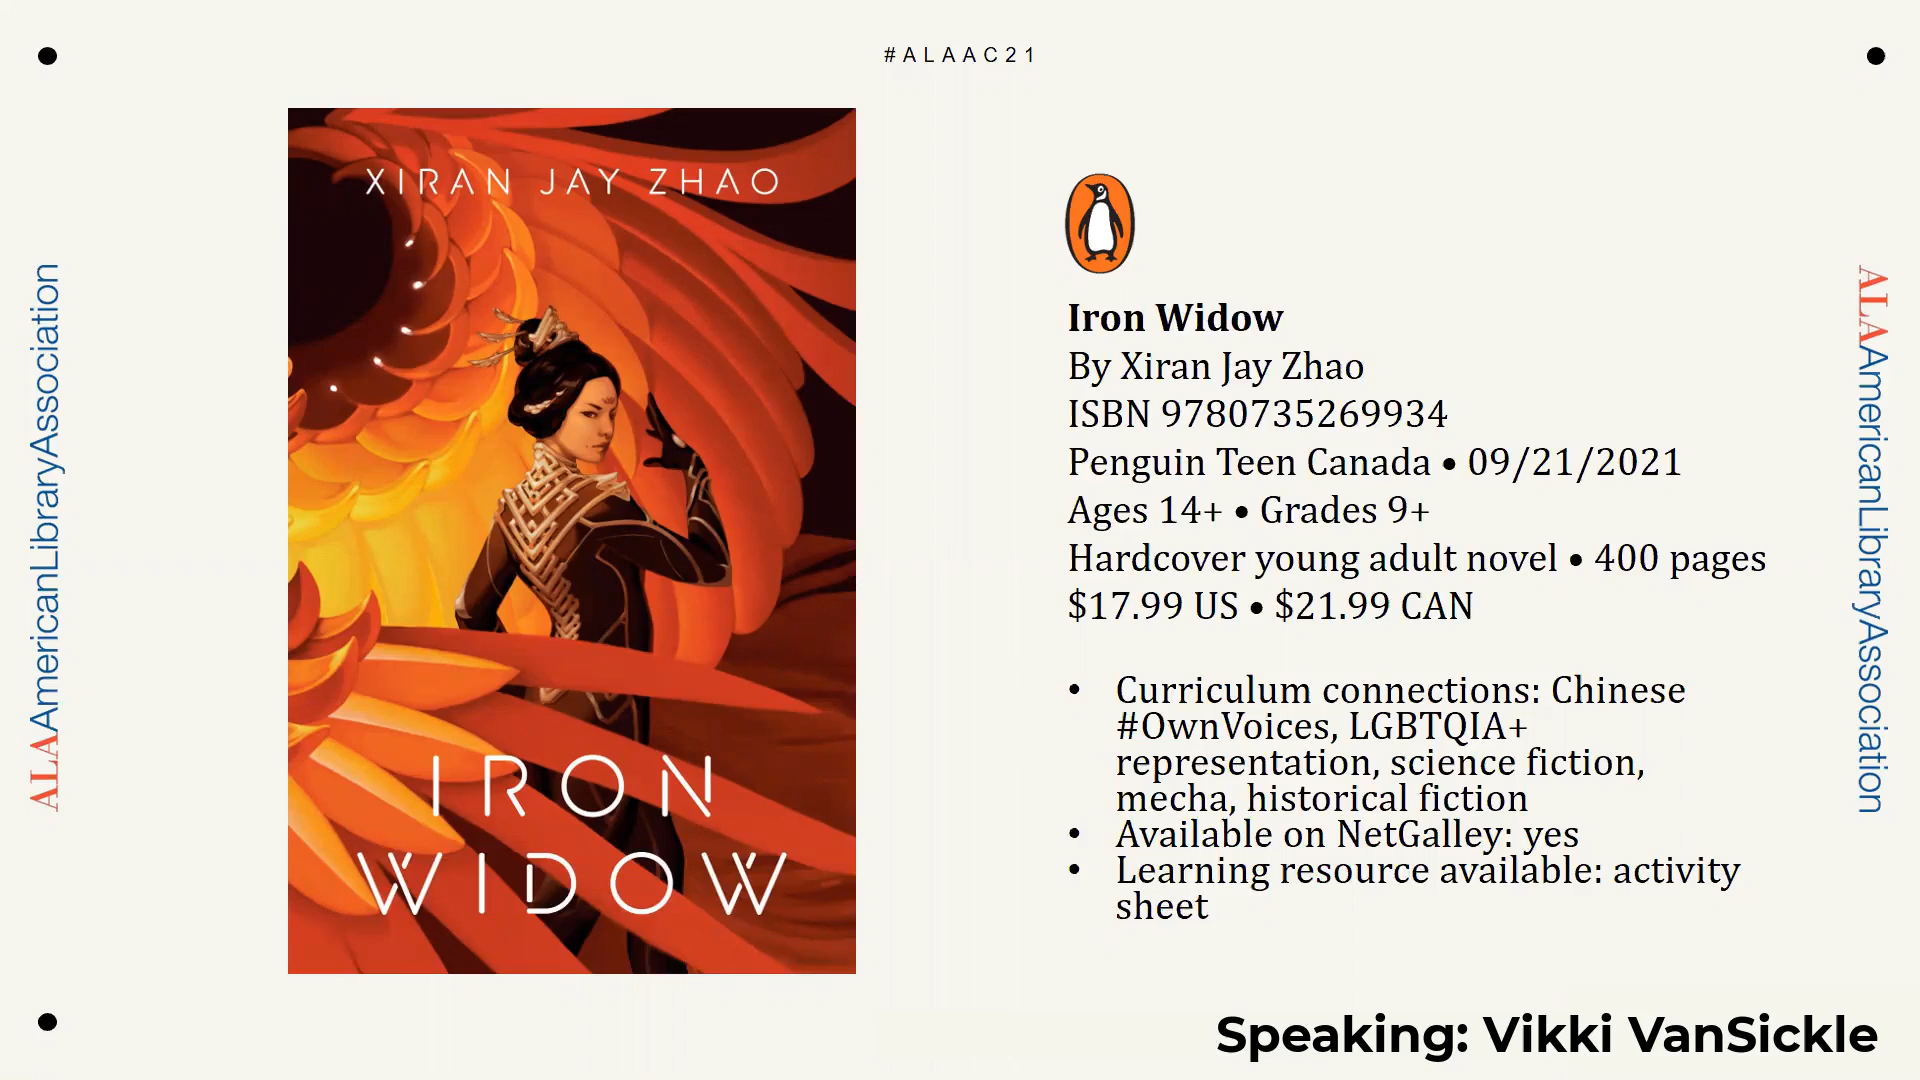 #ALAAC21
XIRAN JAY ZHAO
IRON
WIDOW
ALAAmericanLibraryAssociation
Iron Widow
By Xiran Jay Zhao
ISBN 9780735269934
Penguin Teen Canada • 09/21/2021
Ages 14+ • Grades 9+
Hardcover young adult novel • 400 pages
$17.99 US • $21.99 CAN
• Curriculum connections: Chinese
#OwnVoices, LGBTQIA+
representation, science fiction,
mecha, historical fiction
• Available on NetGalley: yes
• Learning resource available: activity
sheet
ALAAmericanLibraryAssociation
Speaking: Vikki VanSickle